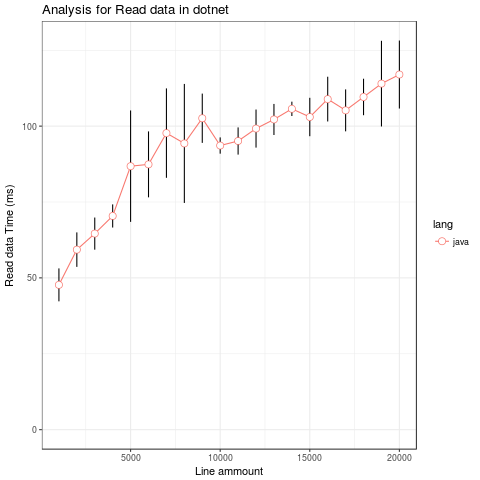 Analysis for Read data in dotnet
Read data Time (ms)
100
50
0
5000
10000
15000
20000
Line ammount
lang
java